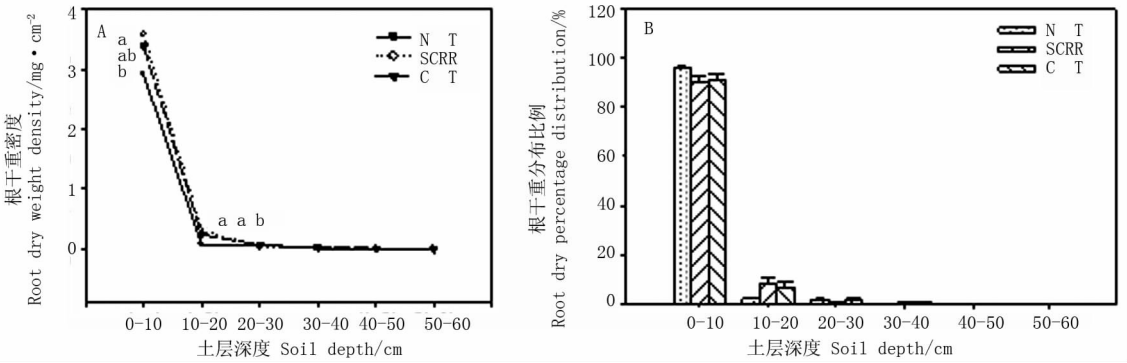 A
4
3
2
1
0
根干重密度
Root dry weight density/mg·cm⁻²
a
ab
b
a a b
N T
SCRR
C T
0-10 10-20 20-30 30-40 40-50 50-60
土层深度 Soil depth/cm
B
120
100
80
60
40
20
0
根干重分布比例
Root dry percentage distribution/%
N T
SCRR
C T
0-10 10-20 20-30 30-40 40-50 50-60
土层深度 Soil depth/cm